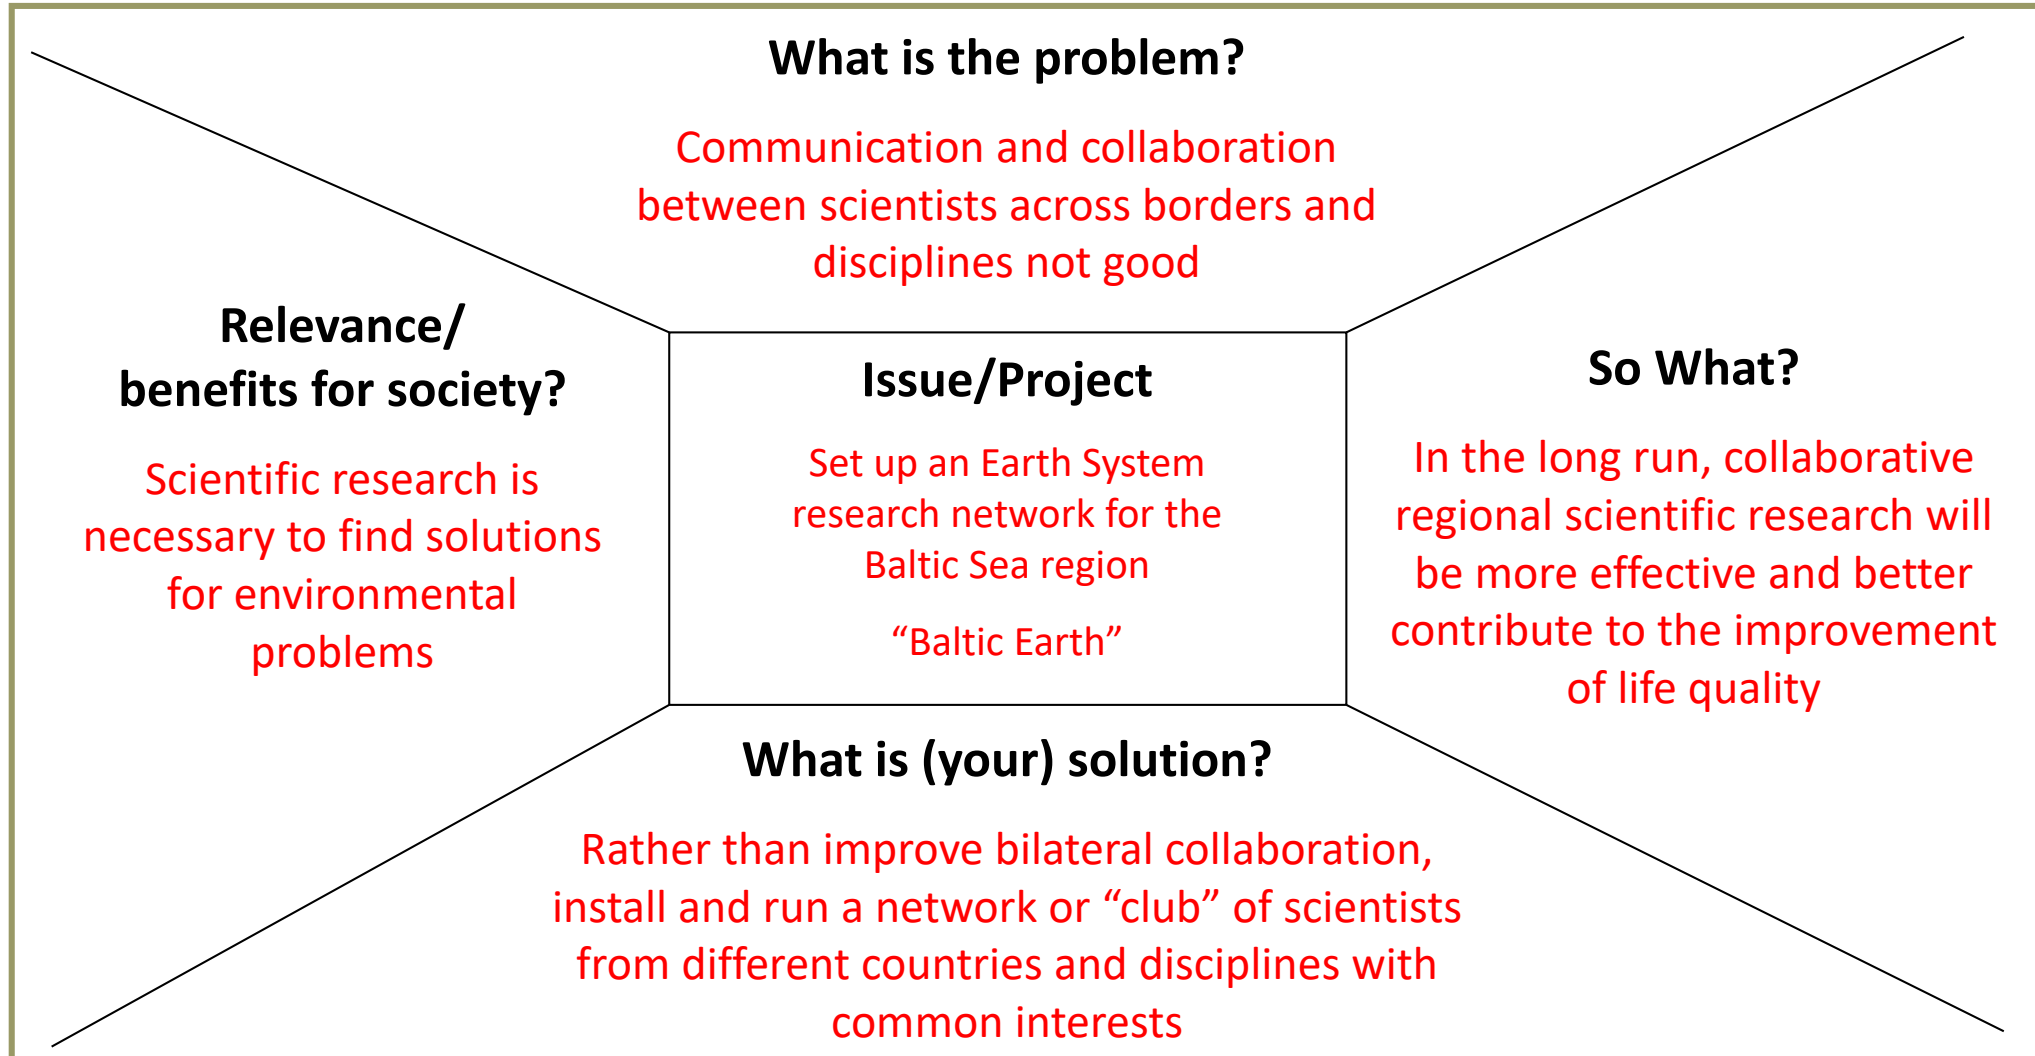 What is the problem?
Communication and collaboration
between scientists across borders and
disciplines not good
Relevance/
benefits for society?
Scientific research is
necessary to find solutions
for environmental
problems
Issue/Project
Set up an Earth System
research network for the
Baltic Sea region
“Baltic Earth”
So What?
In the long run, collaborative
regional scientific research will
be more effective and better
contribute to the improvement
of life quality
What is (your) solution?
Rather than improve bilateral collaboration,
install and run a network or “club” of scientists
from different countries and disciplines with
common interests